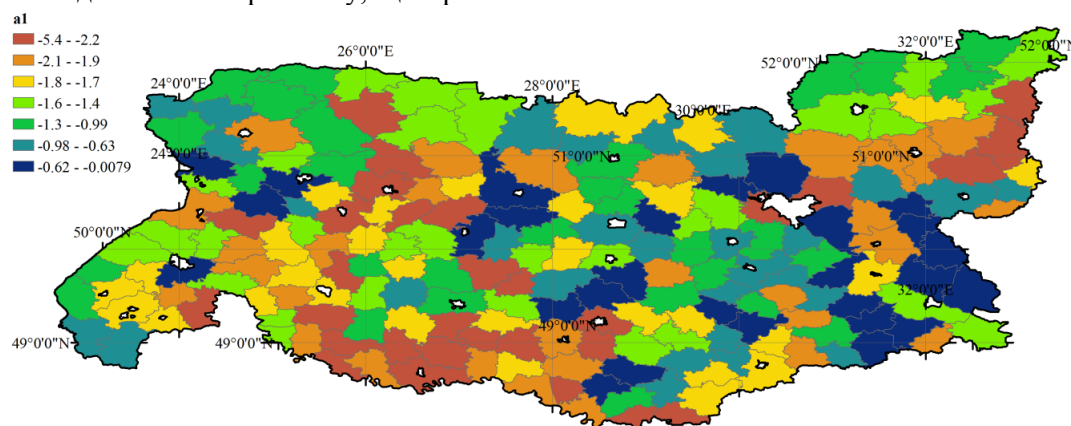 a1
-5.4 - -2.2
-2.1 - -1.9
-1.8 - -1.7
-1.6 - -1.4
-1.3 - -0.99
-0.98 - -0.63
-0.62 - -0.0079
26°0'0"E
32°0'0"E
52°0'0"N
52°0'0"N
24°0'0"E
28°0'0"E
30°0'0"E
24°0'0"E
51°0'0"N
51°0'0"N
50°0'0"N
32°0'0"E
49°0'0"N
49°0'0"N
49°0'0"N